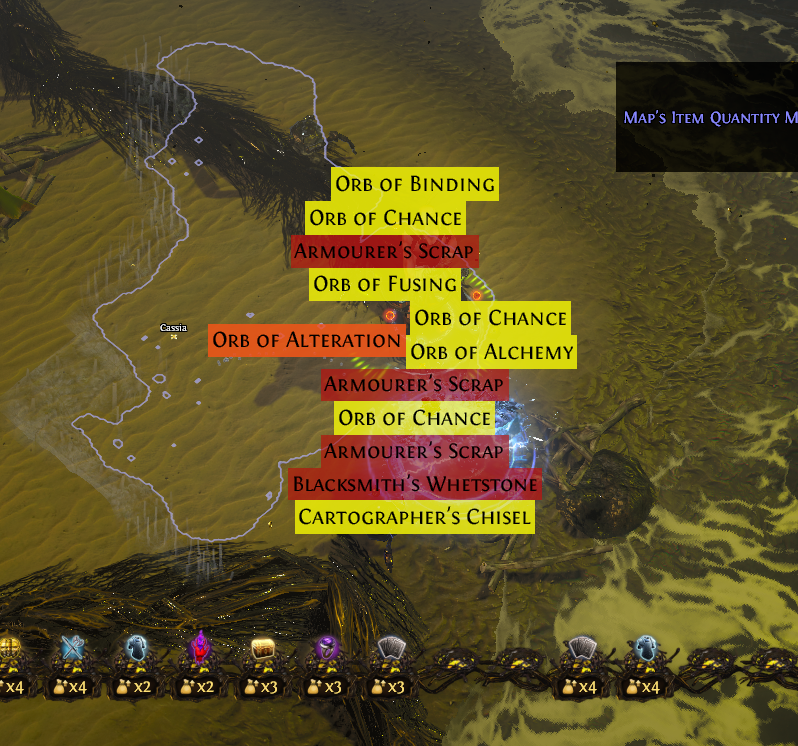 Map's Item Quantity M
Orb of Binding
Orb of Chance
Armourer's Scrap
Orb of Fusing
Orb of Chance
Cassia
Orb of Alteration
Orb of Alchemy
Armourer's Scrap
Orb of Chance
Armourer's Scrap
Blacksmith's Whetstone
Cartographer's Chisel
x4 x4 x2 x2 x3 x3 x3 x4 x4